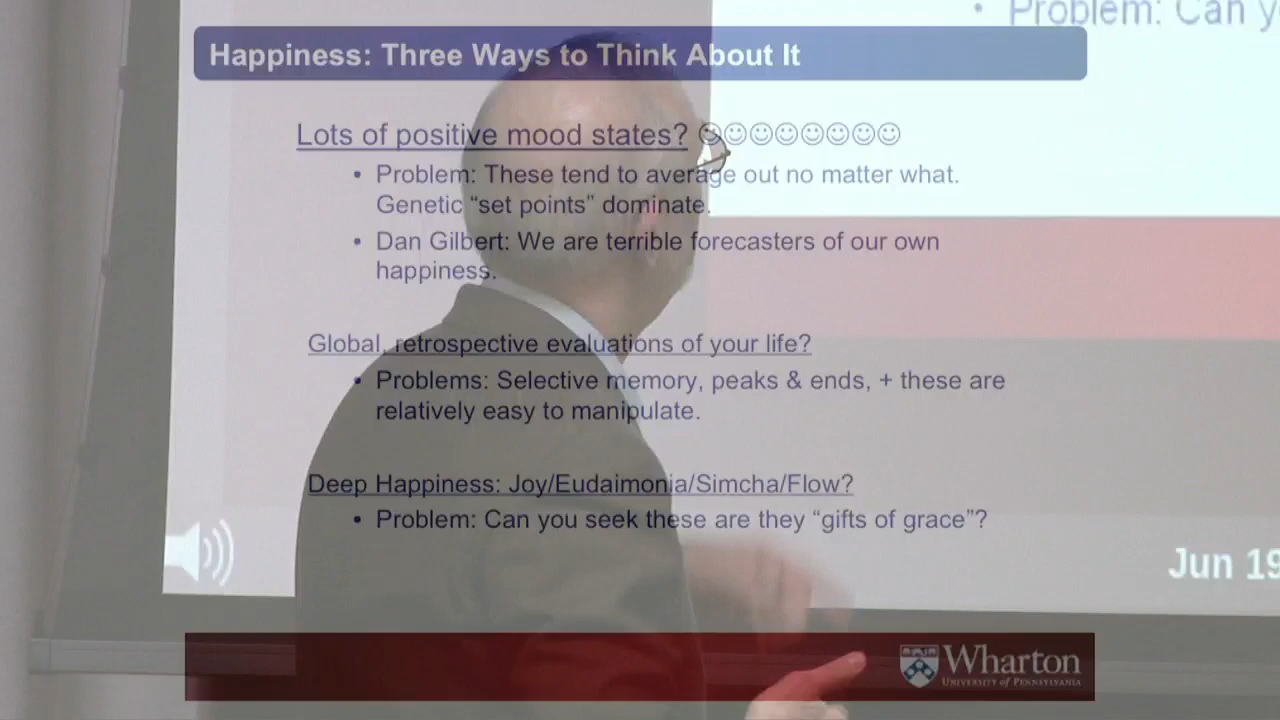 Problem: Can yo
Happiness: Three Ways to Think About It
Lots of positive mood states? ☺☺☺☺☺☺☺☺
• Problem: These tend to average out no matter what.
Genetic “set points” dominate.
• Dan Gilbert: We are terrible forecasters of our own
happiness.
Global, retrospective evaluations of your life?
• Problems: Selective memory, peaks & ends, + these are
relatively easy to manipulate.
Deep Happiness: Joy/Eudaimonia/Simcha/Flow?
• Problem: Can you seek these are they “gifts of grace”?
Jun 19
Wharton
UNIVERSITY OF PENNSYLVANIA